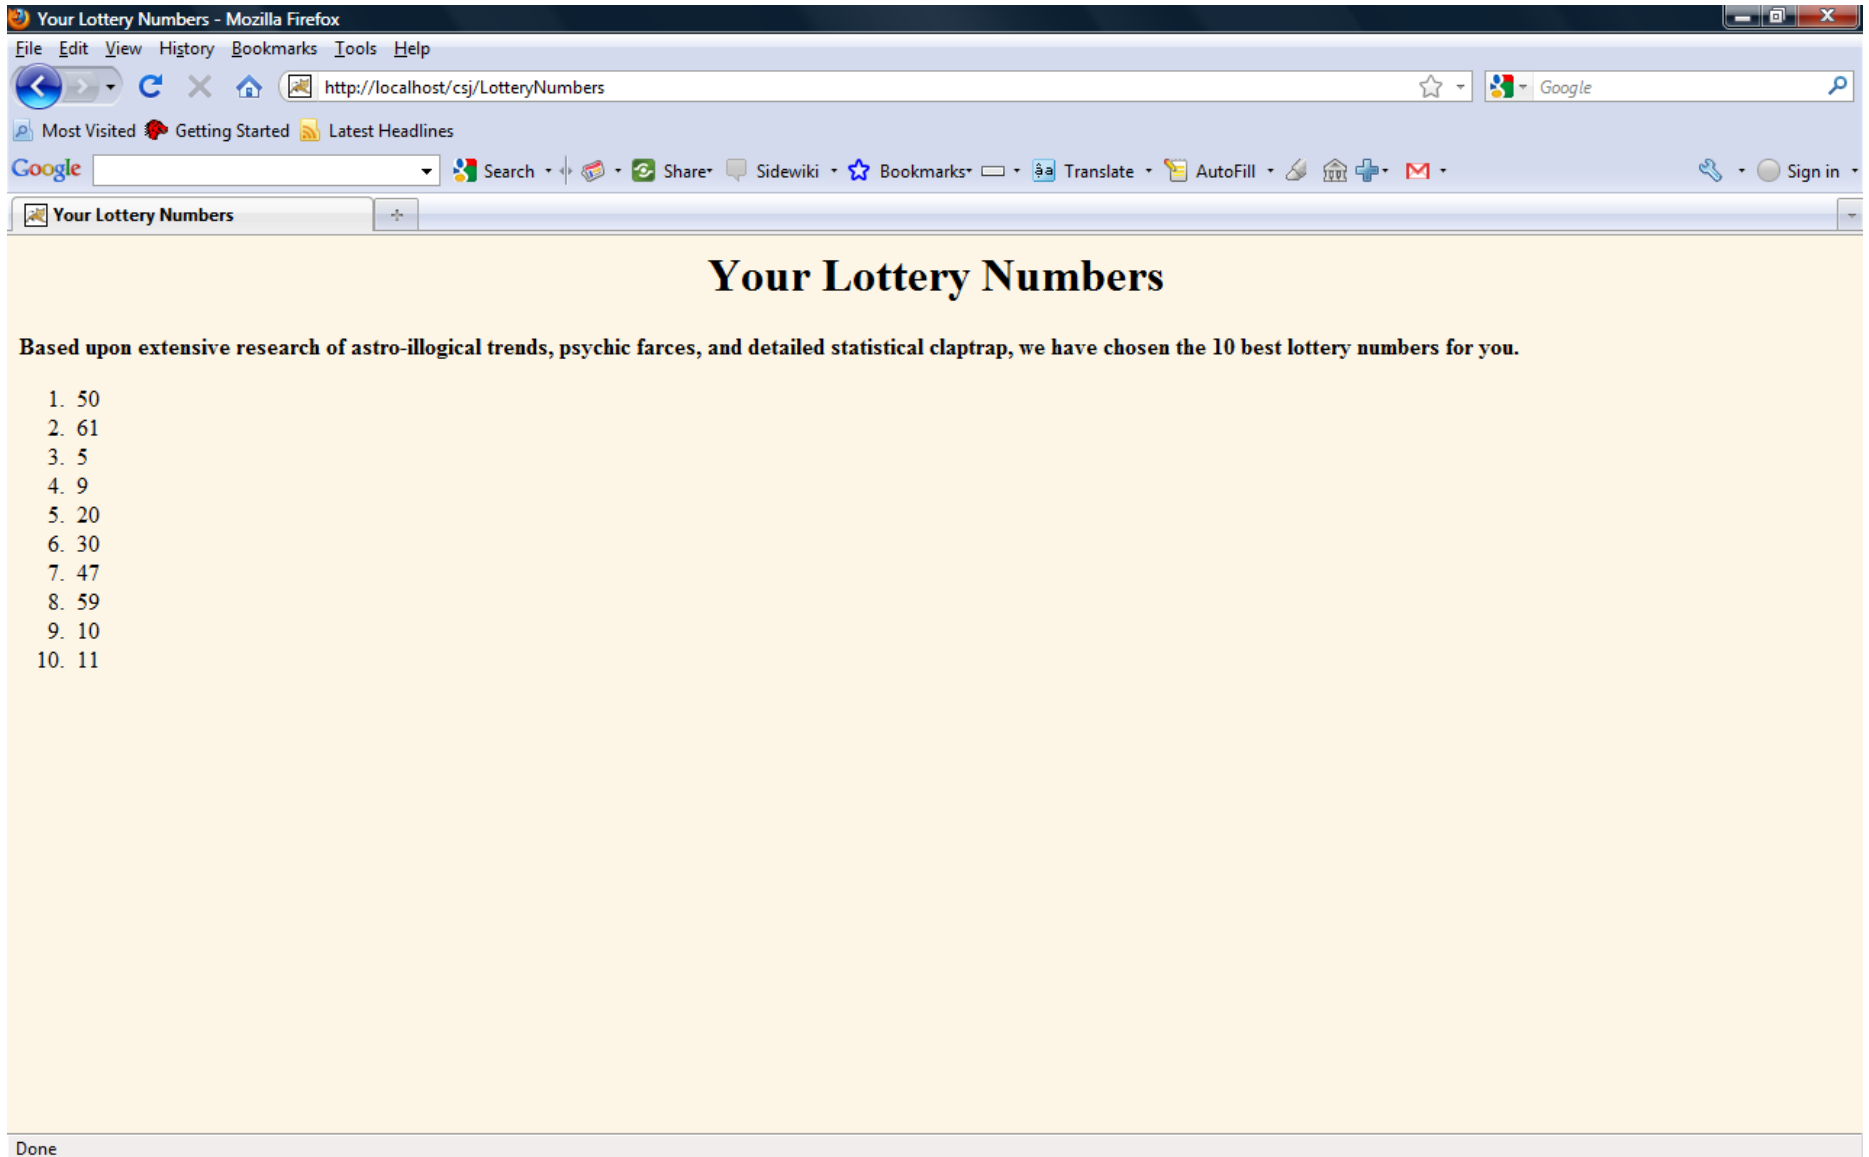 Your Lottery Numbers - Mozilla Firefox
File Edit View History Bookmarks Tools Help
http://localhost/csj/LotteryNumbers Google
Most Visited Getting Started Latest Headlines
Google Search Share Sidewiki Bookmarks Translate AutoFill Sign in
Your Lottery Numbers
Your Lottery Numbers
Based upon extensive research of astro-illogical trends, psychic farces, and detailed statistical claptrap, we have chosen the 10 best lottery numbers for you.
1. 50
2. 61
3. 5
4. 9
5. 20
6. 30
7. 47
8. 59
9. 10
10. 11
Done